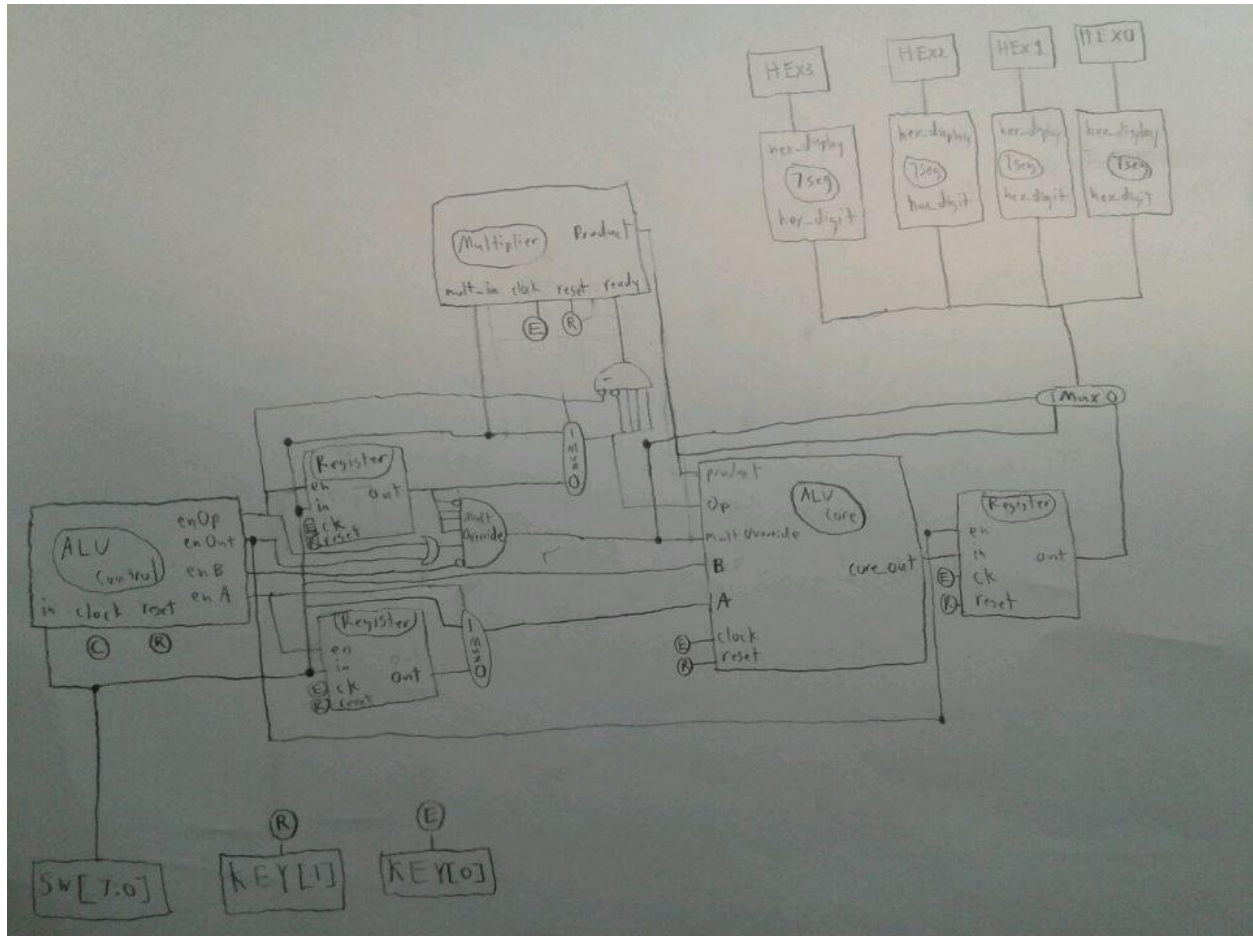 HEX3
HEX2
HEX1
HEX0
hex_display
7seg
hex_digit
hex_display
7seg
hex_digit
hex_display
7seg
hex_digit
hex_display
7seg
hex_digit
Multiplier
Product
mult_in clock reset ready
E
R
1 Mux 0
1
mux
0
Register
en
in
out
E ck
R reset
mult
Override
ALU
Control
enOp
enOut
enB
enA
in clock reset
C
R
Register
en
in
out
E ck
R reset
1
mux
0
product
Op
mult Override
B
A
E clock
R reset
ALU
core
core_out
Register
en
in
out
E ck
R reset
R
E
SW[7:0]
KEY[1]
KEY[0]